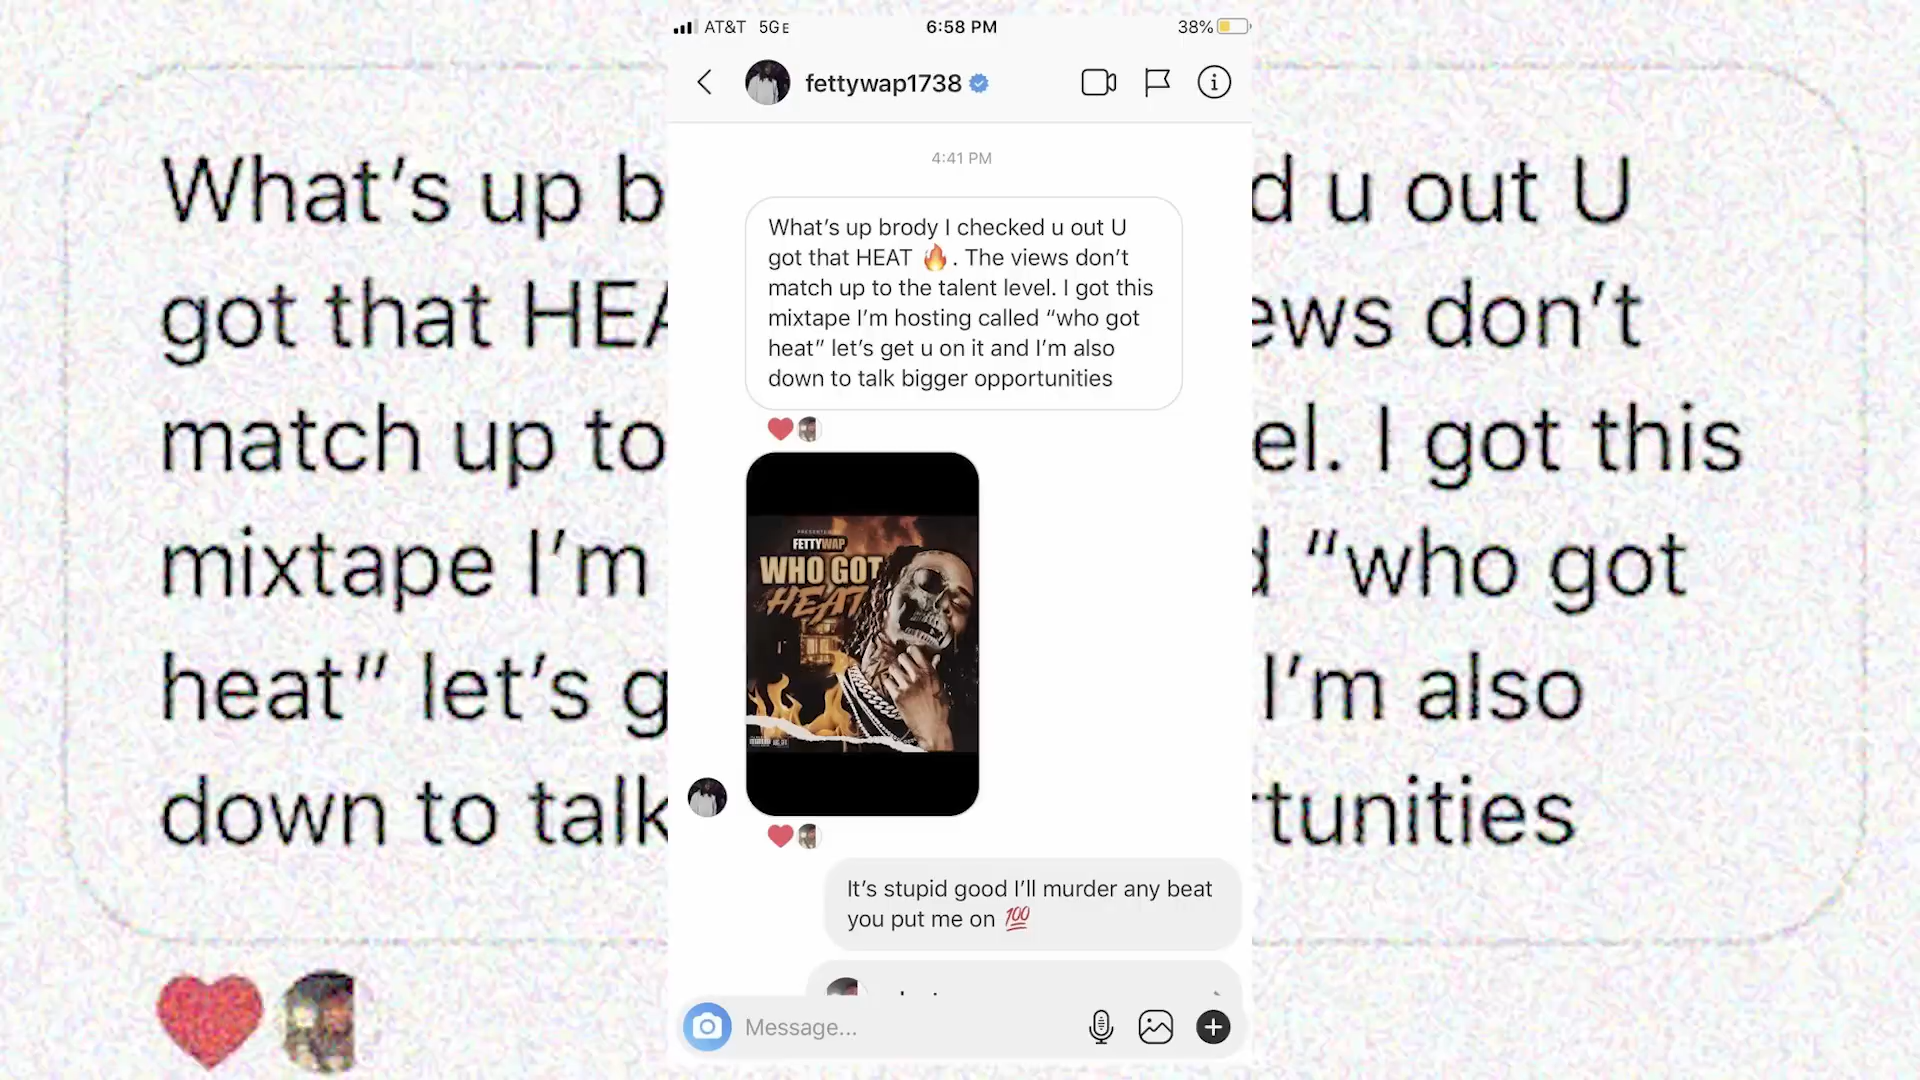 AT&T 5GE 6:58 PM 38%
fettywap1738
4:41 PM
What’s up brody I checked u out U
got that HEAT 🔥. The views don’t
match up to the talent level. I got this
mixtape I’m hosting called “who got
heat” let’s get u on it and I’m also
down to talk bigger opportunities
FETTYWAP
WHO GOT
HEAT
It’s stupid good I’ll murder any beat
you put me on 💯
Message...
What’s up b
got that HEA
match up to
mixtape I’m
heat” let’s g
down to talk
d u out U
ews don’t
el. I got this
d “who got
I’m also
tunities